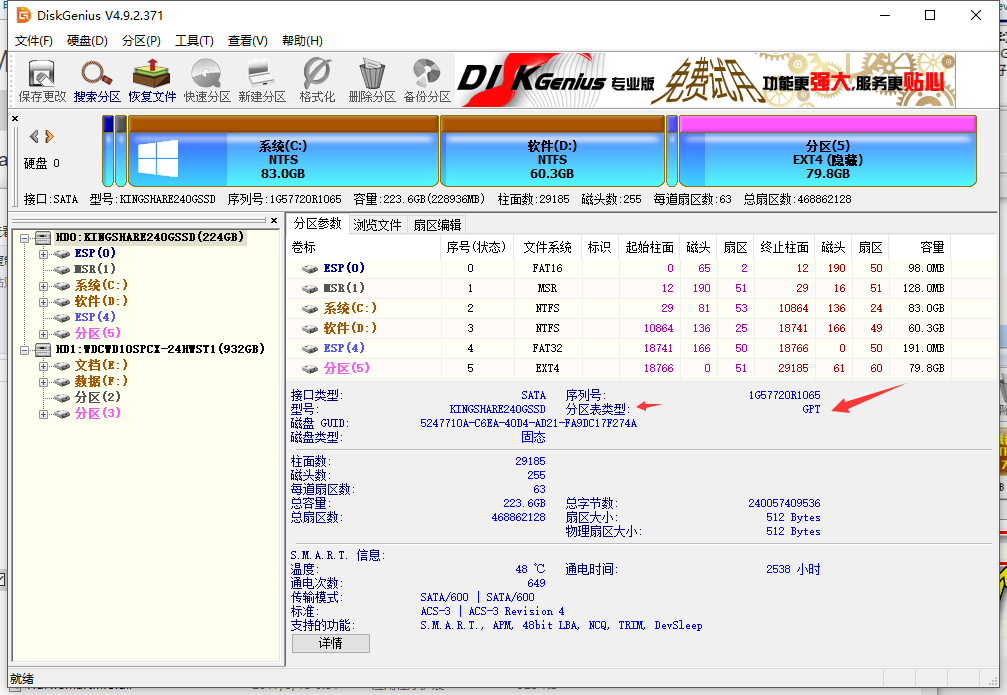 DiskGenius V4.9.2.371
文件(F) 硬盘(D) 分区(P) 工具(T) 查看(V) 帮助(H)
保存更改 搜索分区 恢复文件 快速分区 新建分区 格式化 删除分区 备份分区
DISKGenius 专业版 免费试用 功能更强大,服务更贴心
硬盘 0
系统(C:)
NTFS
83.0GB
软件(D:)
NTFS
60.3GB
分区(5)
EXT4 (隐藏)
79.8GB
接口:SATA 型号:KINGSHARE240GSSD 序列号:1G57720R1065 容量:223.6GB(228936MB) 柱面数:29185 磁头数:255 每道扇区数:63 总扇区数:468862128
HD0:KINGSHARE240GSSD(224GB)
ESP(0)
MSR(1)
系统(C:)
软件(D:)
ESP(4)
分区(5)
HD1:WDCWD10SPCX-24HWST1(932GB)
文档(E:)
数据(F:)
分区(2)
分区(3)
分区参数 浏览文件 扇区编辑
卷标 序号(状态) 文件系统 标识 起始柱面 磁头 扇区 终止柱面 磁头 扇区 容量
ESP(0) 0 FAT16 0 65 2 12 190 50 98.0MB
MSR(1) 1 MSR 12 190 51 29 16 51 128.0MB
系统(C:) 2 NTFS 29 81 53 10864 136 24 83.0GB
软件(D:) 3 NTFS 10864 136 25 18741 166 49 60.3GB
ESP(4) 4 FAT32 18741 166 50 18766 0 50 191.0MB
分区(5) 5 EXT4 18766 0 51 29185 61 60 79.8GB
接口类型: SATA 序列号: 1G57720R1065
型号: KINGSHARE240GSSD 分区表类型: GPT
磁盘 GUID: 5247710A-C6EA-40D4-AD21-FA9DC17F274A
磁盘类型: 固态
柱面数: 29185
磁头数: 255
每道扇区数: 63
总容量: 223.6GB 总字节数: 240057409536
总扇区数: 468862128 扇区大小: 512 Bytes
物理扇区大小: 512 Bytes
S.M.A.R.T. 信息:
温度: 48 ℃ 通电时间: 2538 小时
通电次数: 649
传输模式: SATA/600 | SATA/600
标准: ACS-3 | ACS-3 Revision 4
支持的功能: S.M.A.R.T., APM, 48bit LBA, NCQ, TRIM, DevSleep
详情
就绪